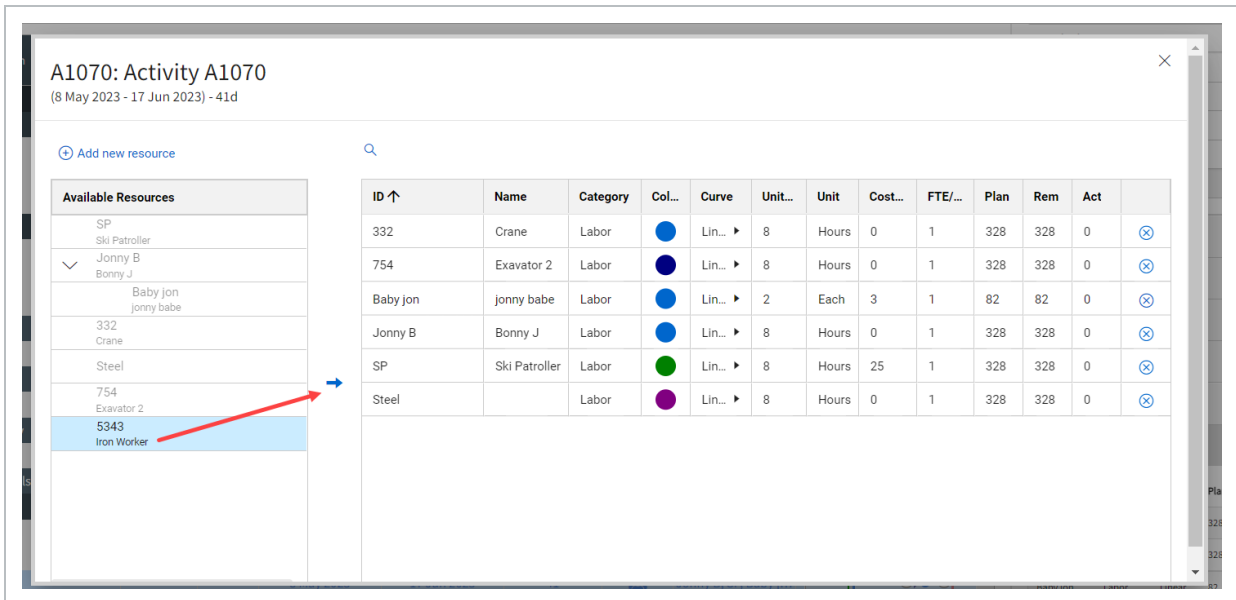 A1070: Activity A1070
(8 May 2023 - 17 Jun 2023) - 41d
Add new resource
Available Resources
SP
Ski Patroller
Jonny B
Bonny J
Baby jon
jonny babe
332
Crane
Steel
754
Exavator 2
5343
Iron Worker
ID Name Category Col... Curve Unit... Unit Cost... FTE/... Plan Rem Act
332 Crane Labor Lin... 8 Hours 0 1 328 328 0
754 Exavator 2 Labor Lin... 8 Hours 0 1 328 328 0
Baby jon jonny babe Labor Lin... 2 Each 3 1 82 82 0
Jonny B Bonny J Labor Lin... 8 Hours 0 1 328 328 0
SP Ski Patroller Labor Lin... 8 Hours 25 1 328 328 0
Steel Labor Lin... 8 Hours 0 1 328 328 0
Pla
328
328